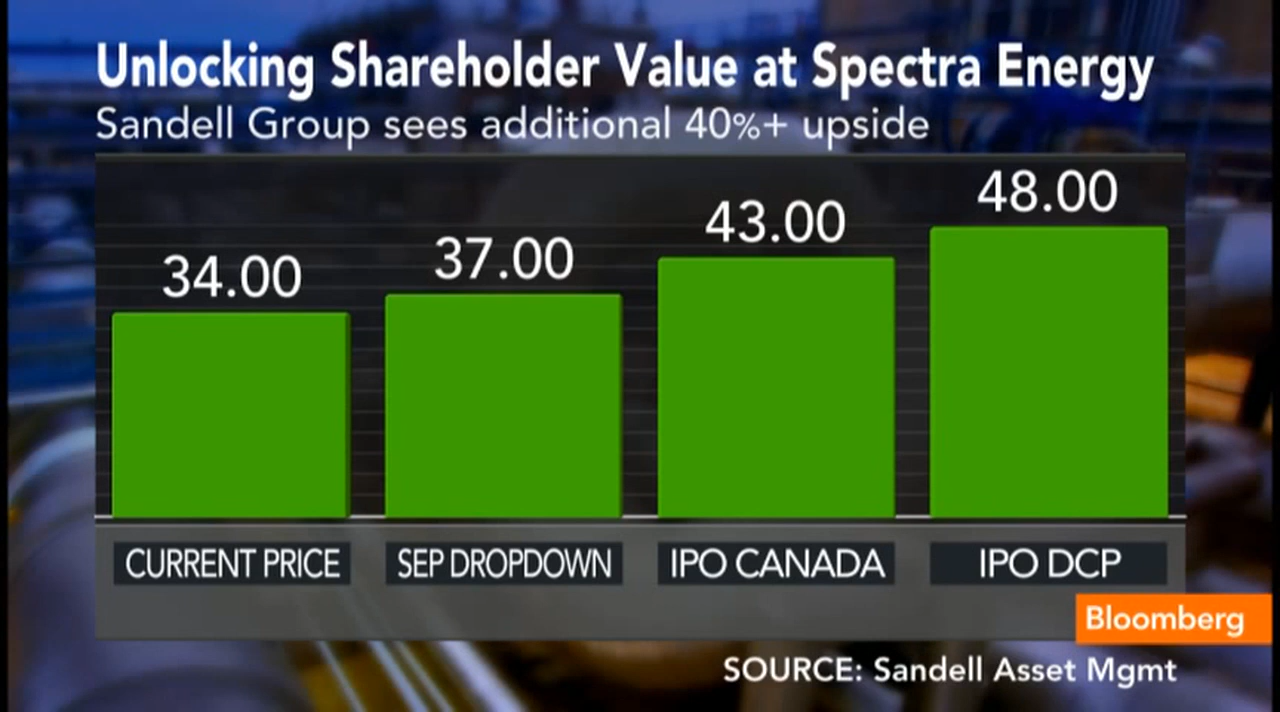 Unlocking Shareholder Value at Spectra Energy
Sandell Group sees additional 40%+ upside
34.00
37.00
43.00
48.00
CURRENT PRICE
SEP DROPDOWN
IPO CANADA
IPO DCP
Bloomberg
SOURCE: Sandell Asset Mgmt